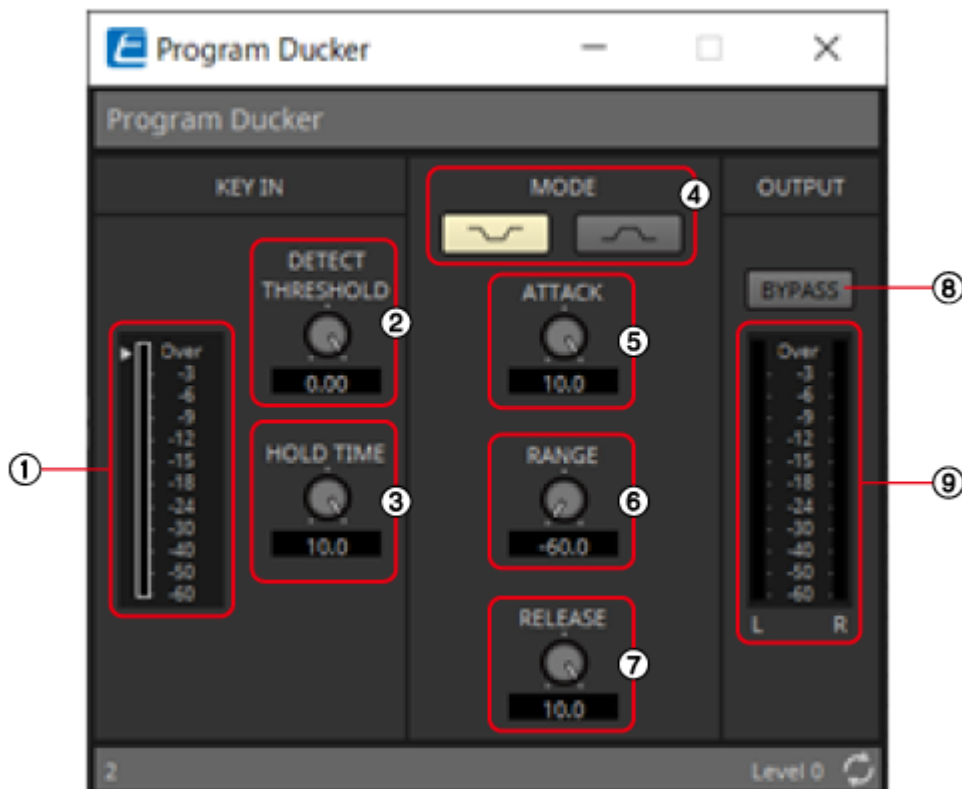 Program Ducker
Program Ducker
KEY IN
MODE
OUTPUT
④
DETECT
THRESHOLD
②
0.00
ATTACK
⑤
10.0
BYPASS
⑧
①
Over
-3
-6
-9
-12
-15
-18
-24
-30
-40
-50
-60
HOLD TIME
③
10.0
RANGE
⑥
-60.0
RELEASE
⑦
10.0
Over
-3
-6
-9
-12
-15
-18
-24
-30
-40
-50
-60
⑨
L R
2
Level 0